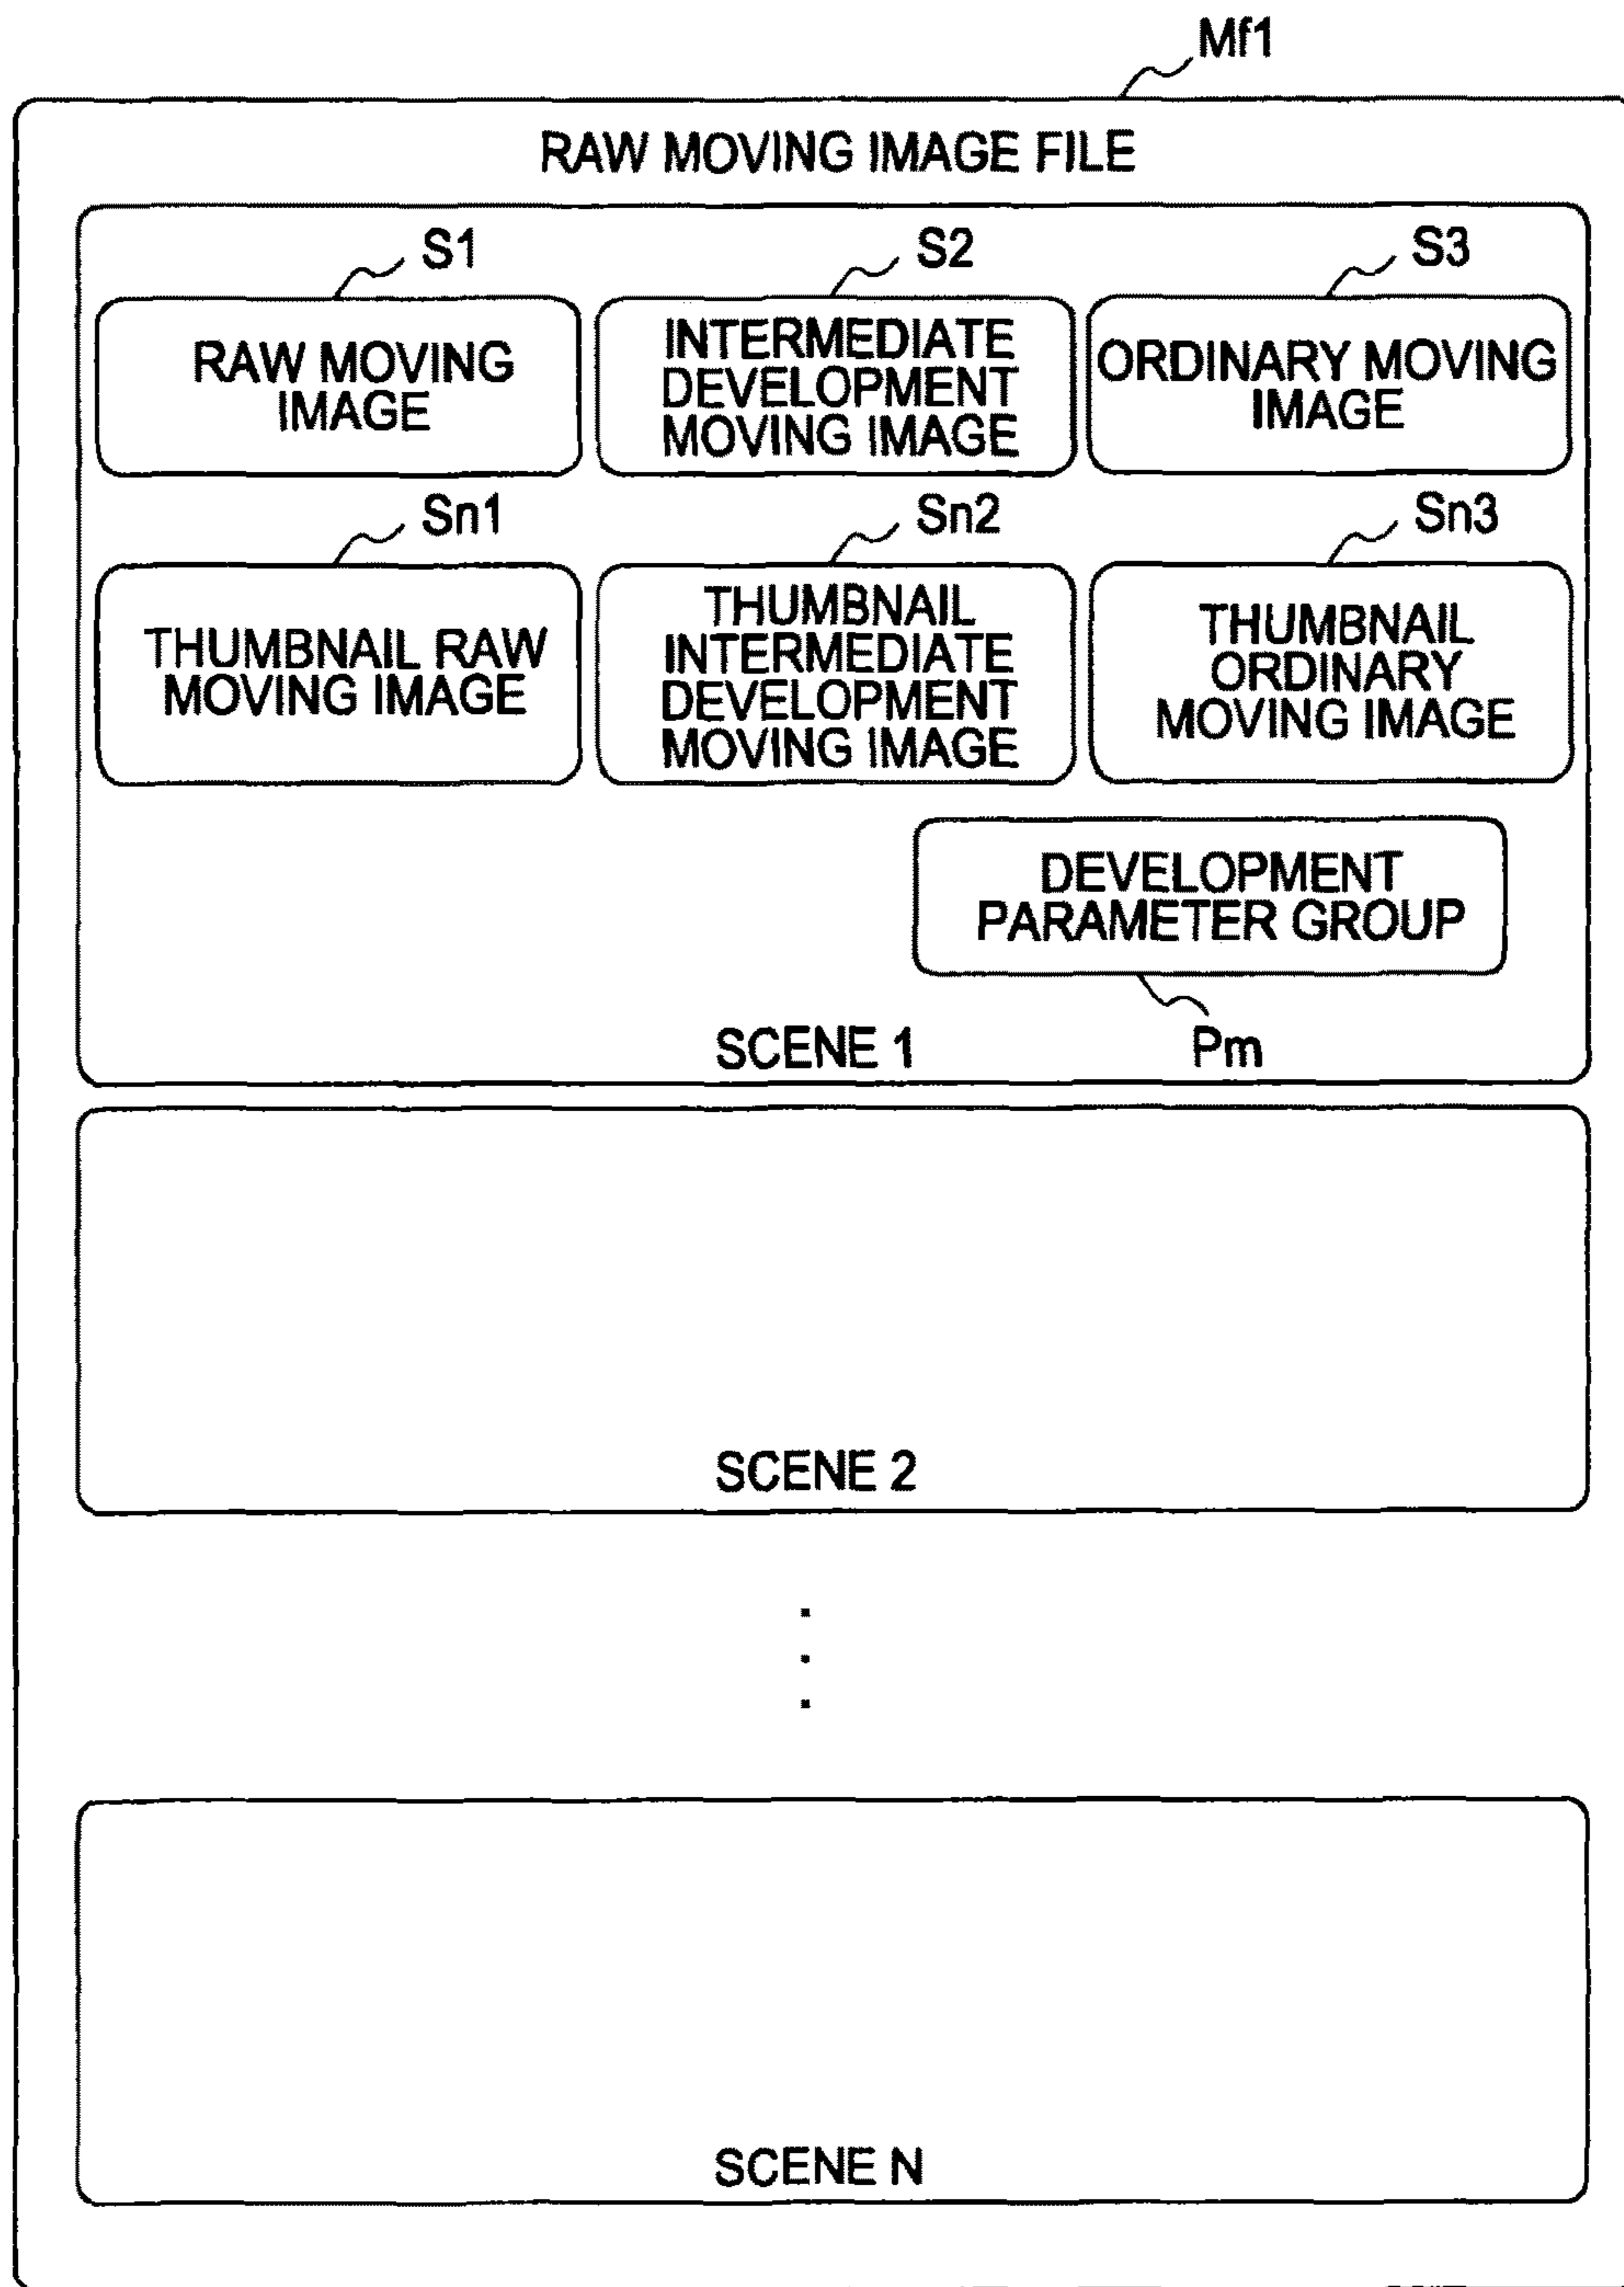 Mf1
RAW MOVING IMAGE FILE
S1
S2
S3
RAW MOVING
IMAGE
INTERMEDIATE
DEVELOPMENT
MOVING IMAGE
ORDINARY MOVING
IMAGE
Sn1
Sn2
Sn3
THUMBNAIL RAW
MOVING IMAGE
THUMBNAIL
INTERMEDIATE
DEVELOPMENT
MOVING IMAGE
THUMBNAIL
ORDINARY
MOVING IMAGE
DEVELOPMENT
PARAMETER GROUP
SCENE 1
Pm
SCENE 2
SCENE N